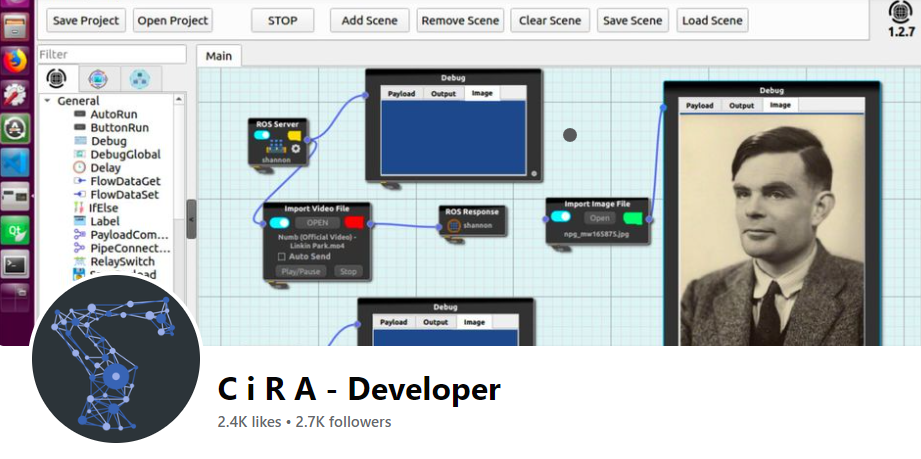 Save Project Open Project STOP Add Scene Remove Scene Clear Scene Save Scene Load Scene
1.2.7
Filter
Main
General
AutoRun
ButtonRun
Debug
DebugGlobal
Delay
FlowDataGet
FlowDataSet
IfElse
Label
PayloadCom...
PipeConnect...
RelaySwitch
Debug
Payload Output Image
ROS Server
shannon
Import Video File
OPEN
Numb (Official Video) -
Linkin Park.mp4
Auto Send
Play/Pause Stop
ROS Response
shannon
Import Image File
Open
npg_mw165875.jpg
Debug
Payload Output Image
Debug
Payload Output Image
C i R A - Developer
2.4K likes • 2.7K followers